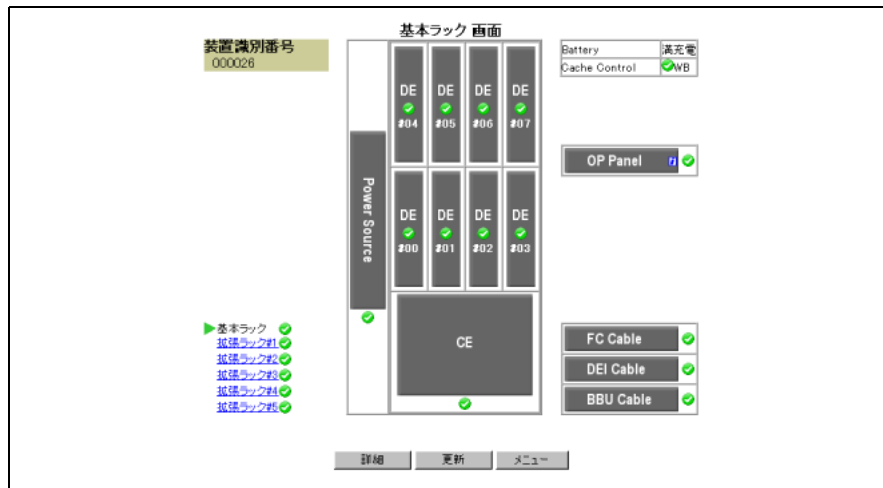 基本ラック 画面
装置識別番号
000026
Battery 満充電
Cache Control WB
DE DE DE DE
#04 #05 #06 #07
OP Panel i
Power Source
DE DE DE DE
#00 #01 #02 #03
CE
基本ラック
拡張ラック#1
拡張ラック#2
拡張ラック#3
拡張ラック#4
拡張ラック#5
FC Cable
DEI Cable
BBU Cable
詳細 更新 メニュー